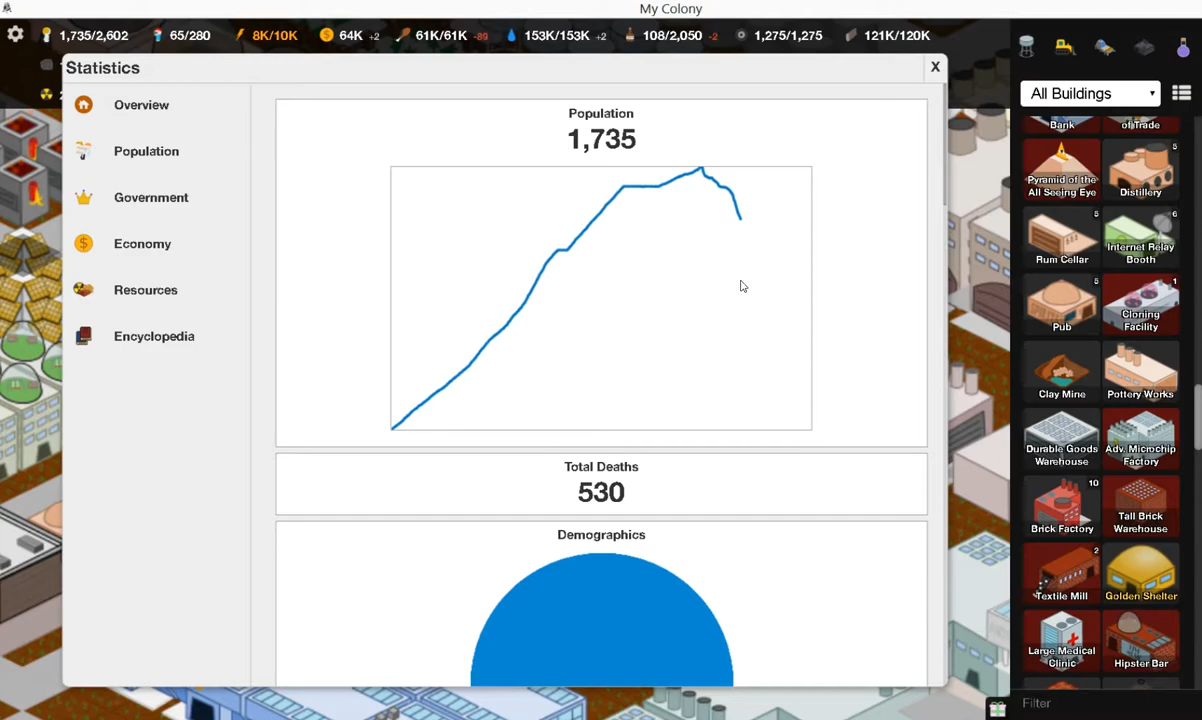 My Colony
1,735/2,602 65/280 8K/10K 64K +2 61K/61K -89 153K/153K +2 108/2,050 -2 1,275/1,275 121K/120K
Statistics X
Overview
Population
Government
Economy
Resources
Encyclopedia
Population
1,735
Total Deaths
530
Demographics
All Buildings
Bank
of Trade
Pyramid of the
All Seeing Eye
5
Distillery
5
Rum Cellar
6
Internet Relay
Booth
5
Pub
1
Cloning
Facility
Clay Mine
Pottery Works
Durable Goods
Warehouse
Adv. Microchip
Factory
10
Brick Factory
Tall Brick
Warehouse
2
Textile Mill
Golden Shelter
Large Medical
Clinic
Hipster Bar
Filter